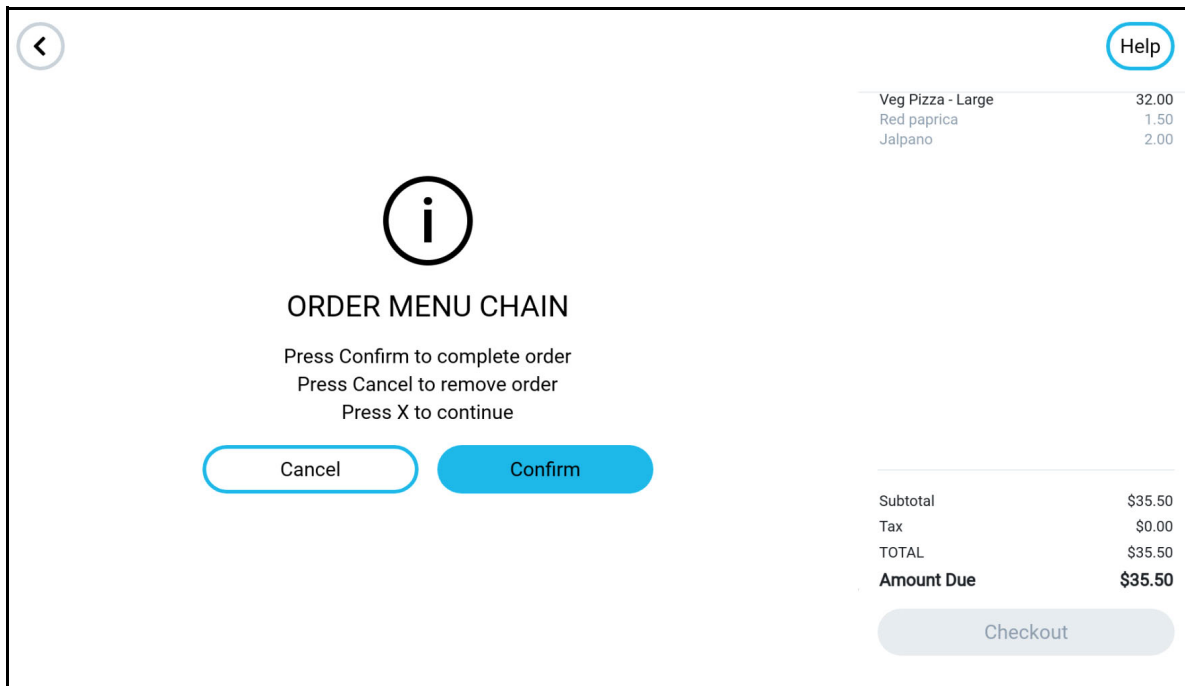 Help
Veg Pizza - Large 32.00
Red paprica 1.50
Jalpano 2.00
i
ORDER MENU CHAIN
Press Confirm to complete order
Press Cancel to remove order
Press X to continue
Cancel Confirm
Subtotal $35.50
Tax $0.00
TOTAL $35.50
Amount Due $35.50
Checkout